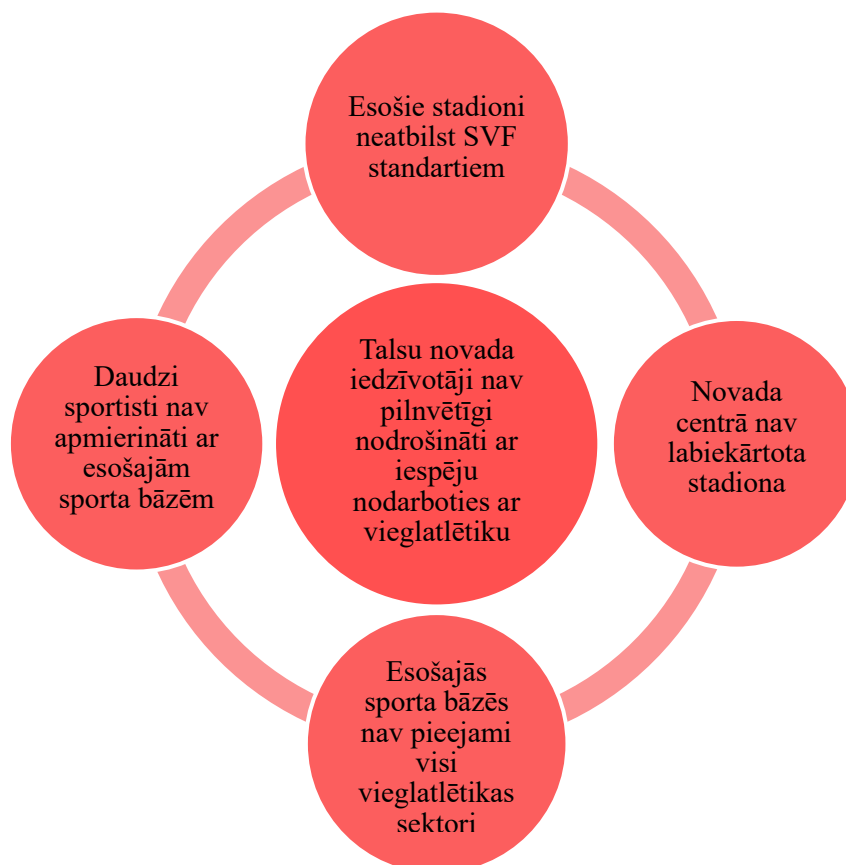 Esošie stadioni
neatbilst SVF
standartiem
Daudzi
sportisti nav
apmierināti ar
esošajām
sporta bāzēm
Talsu novada
iedzīvotāji nav
pilnvētīgi
nodrošināti ar
iespēju
nodarboties ar
vieglatlētiku
Novada
centrā nav
labiekārtota
stadiona
Esošajās
sporta bāzēs
nav pieejami
visi
vieglatlētikas
sektori